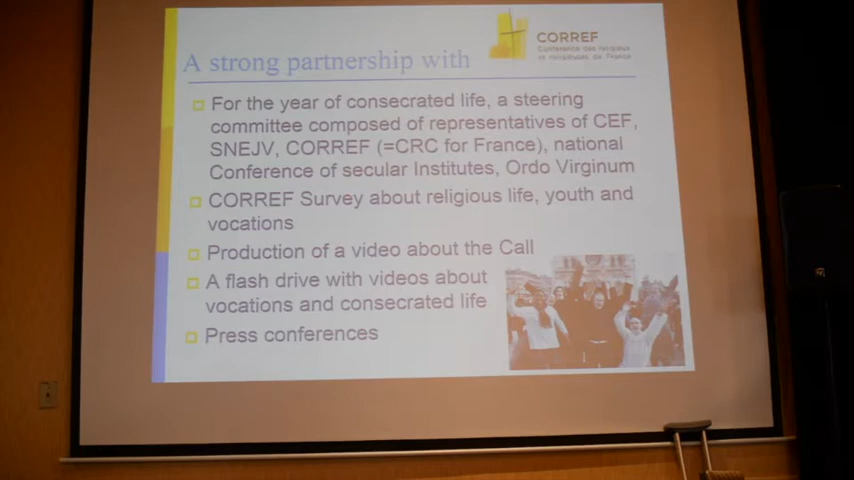 CORREF
Conférence des religieux
et religieuses de France
A strong partnership with
For the year of consecrated life, a steering
committee composed of representatives of CEF,
SNEJV, CORREF (=CRC for France), national
Conference of secular Institutes, Ordo Virginum
CORREF Survey about religious life, youth and
vocations
Production of a video about the Call
A flash drive with videos about
vocations and consecrated life
Press conferences